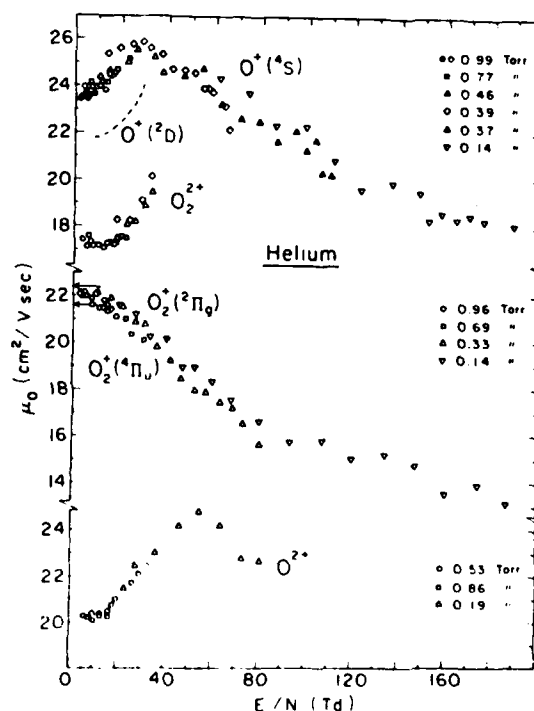 26
24
22
20
18
22
20
18
16
14
24
22
20
μ₀ (cm²/V sec)
O⁺(⁴S)
O⁺(²D)
O₂²⁺
Helium
O₂⁺(²Πg)
O₂⁺(⁴Πu)
O²⁺
0.99 Torr
0.77 "
0.46 "
0.39 "
0.37 "
0.14 "
0.96 Torr
0.69 "
0.33 "
0.14 "
0.53 Torr
0.86 "
0.19 "
0 40 80 120 160
E/N (Td)